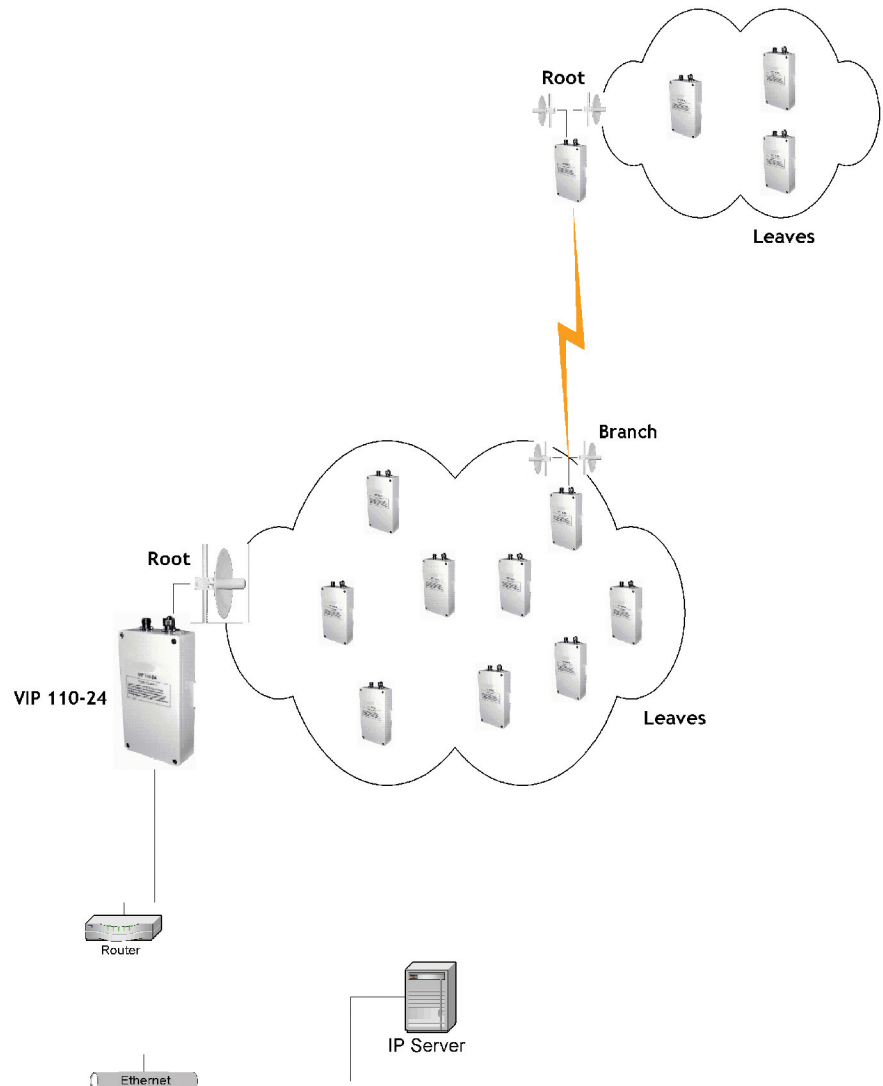 Root
Leaves
Branch
Root
VIP 110-24
Leaves
Router
IP Server
Ethernet